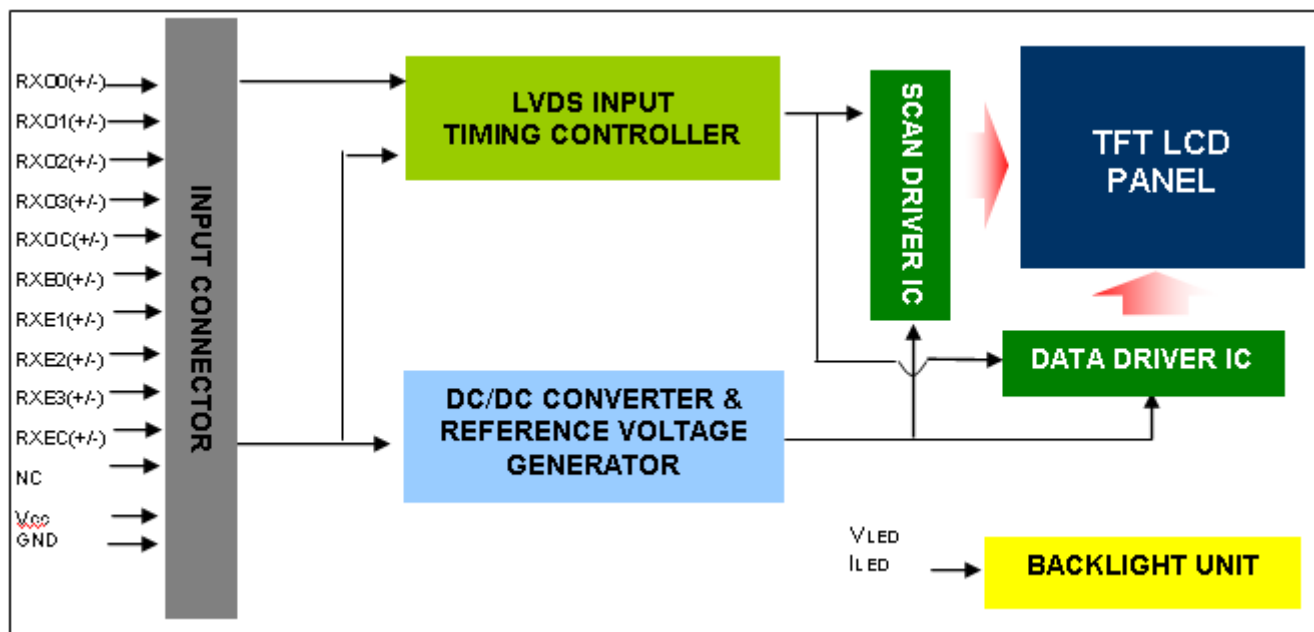 RXO0(+/-)
RXO1(+/-)
RXO2(+/-)
RXO3(+/-)
RXOC(+/-)
RXE0(+/-)
RXE1(+/-)
RXE2(+/-)
RXE3(+/-)
RXEC(+/-)
NC
Vcc
GND
INPUT CONNECTOR
LVDS INPUT
TIMING CONTROLLER
DC/DC CONVERTER &
REFERENCE VOLTAGE
GENERATOR
SCAN DRIVER IC
TFT LCD
PANEL
DATA DRIVER IC
VLED
ILED
BACKLIGHT UNIT